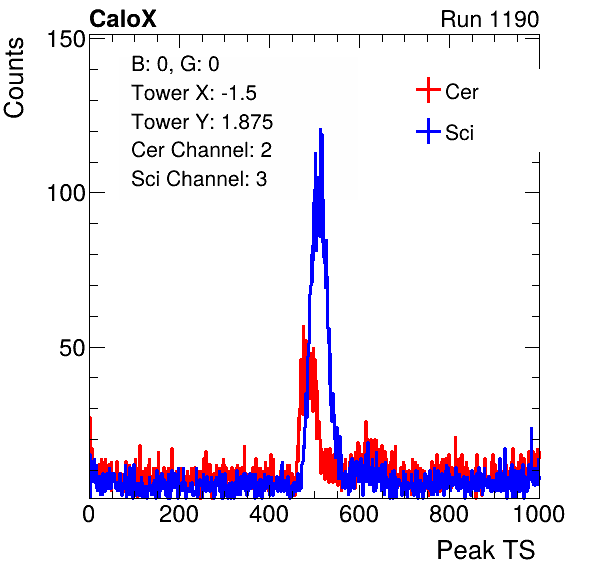 CaloX Run 1190
Counts
B: 0, G: 0
Tower X: -1.5
Tower Y: 1.875
Cer Channel: 2
Sci Channel: 3
Cer
Sci
150
100
50
0 200 400 600 800 1000
Peak TS